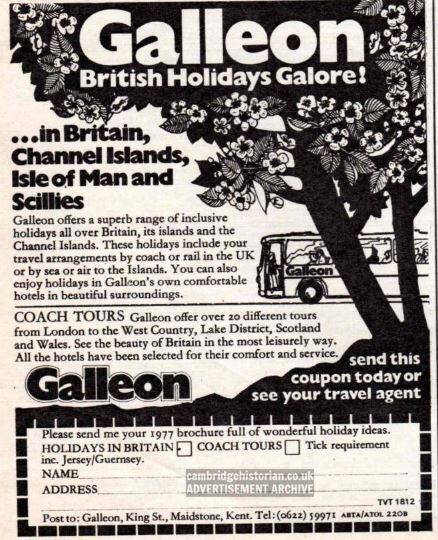 Galleon
British Holidays Galore!
...in Britain,
Channel Islands,
Isle of Man and
Scillies
Galleon offers a superb range of inclusive
holidays all over Britain, its islands and the
Channel Islands. These holidays include your
travel arrangements by coach or rail in the UK
or by sea or air to the Islands. You can also
enjoy holidays in Galleon's own comfortable
hotels in beautiful surroundings.
Galleon
COACH TOURS Galleon offer over 20 different tours
from London to the West Country, Lake District, Scotland
and Wales. See the beauty of Britain in the most leisurely way.
All the hotels have been selected for their comfort and service.
Galleon
send this
coupon today or
see your travel agent
Please send me your 1977 brochure full of wonderful holiday ideas.
HOLIDAYS IN BRITAIN COACH TOURS Tick requirement
inc. Jersey/Guernsey.
NAME
ADDRESS
cambridgehistorian.co.uk
ADVERTISEMENT ARCHIVE
TVT 1812
Post to: Galleon, King St., Maidstone, Kent. Tel: (0622) 59971 ABTA/ATOL 220B